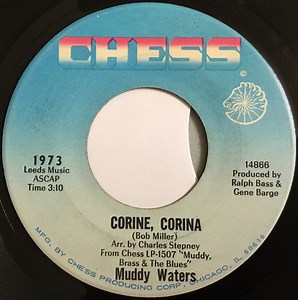 CHESS
©
1973
Leeds Music
ASCAP
Time 3:10
14866
Produced by
Ralph Bass &
Gene Barge
CORINE, CORINA
(Bob Miller)
Arr. by Charles Stepney
From Chess LP-1507 "Muddy,
Brass & The Blues"
Muddy Waters
MFG. BY CHESS PRODUCING CORP., CHICAGO, IL 60616